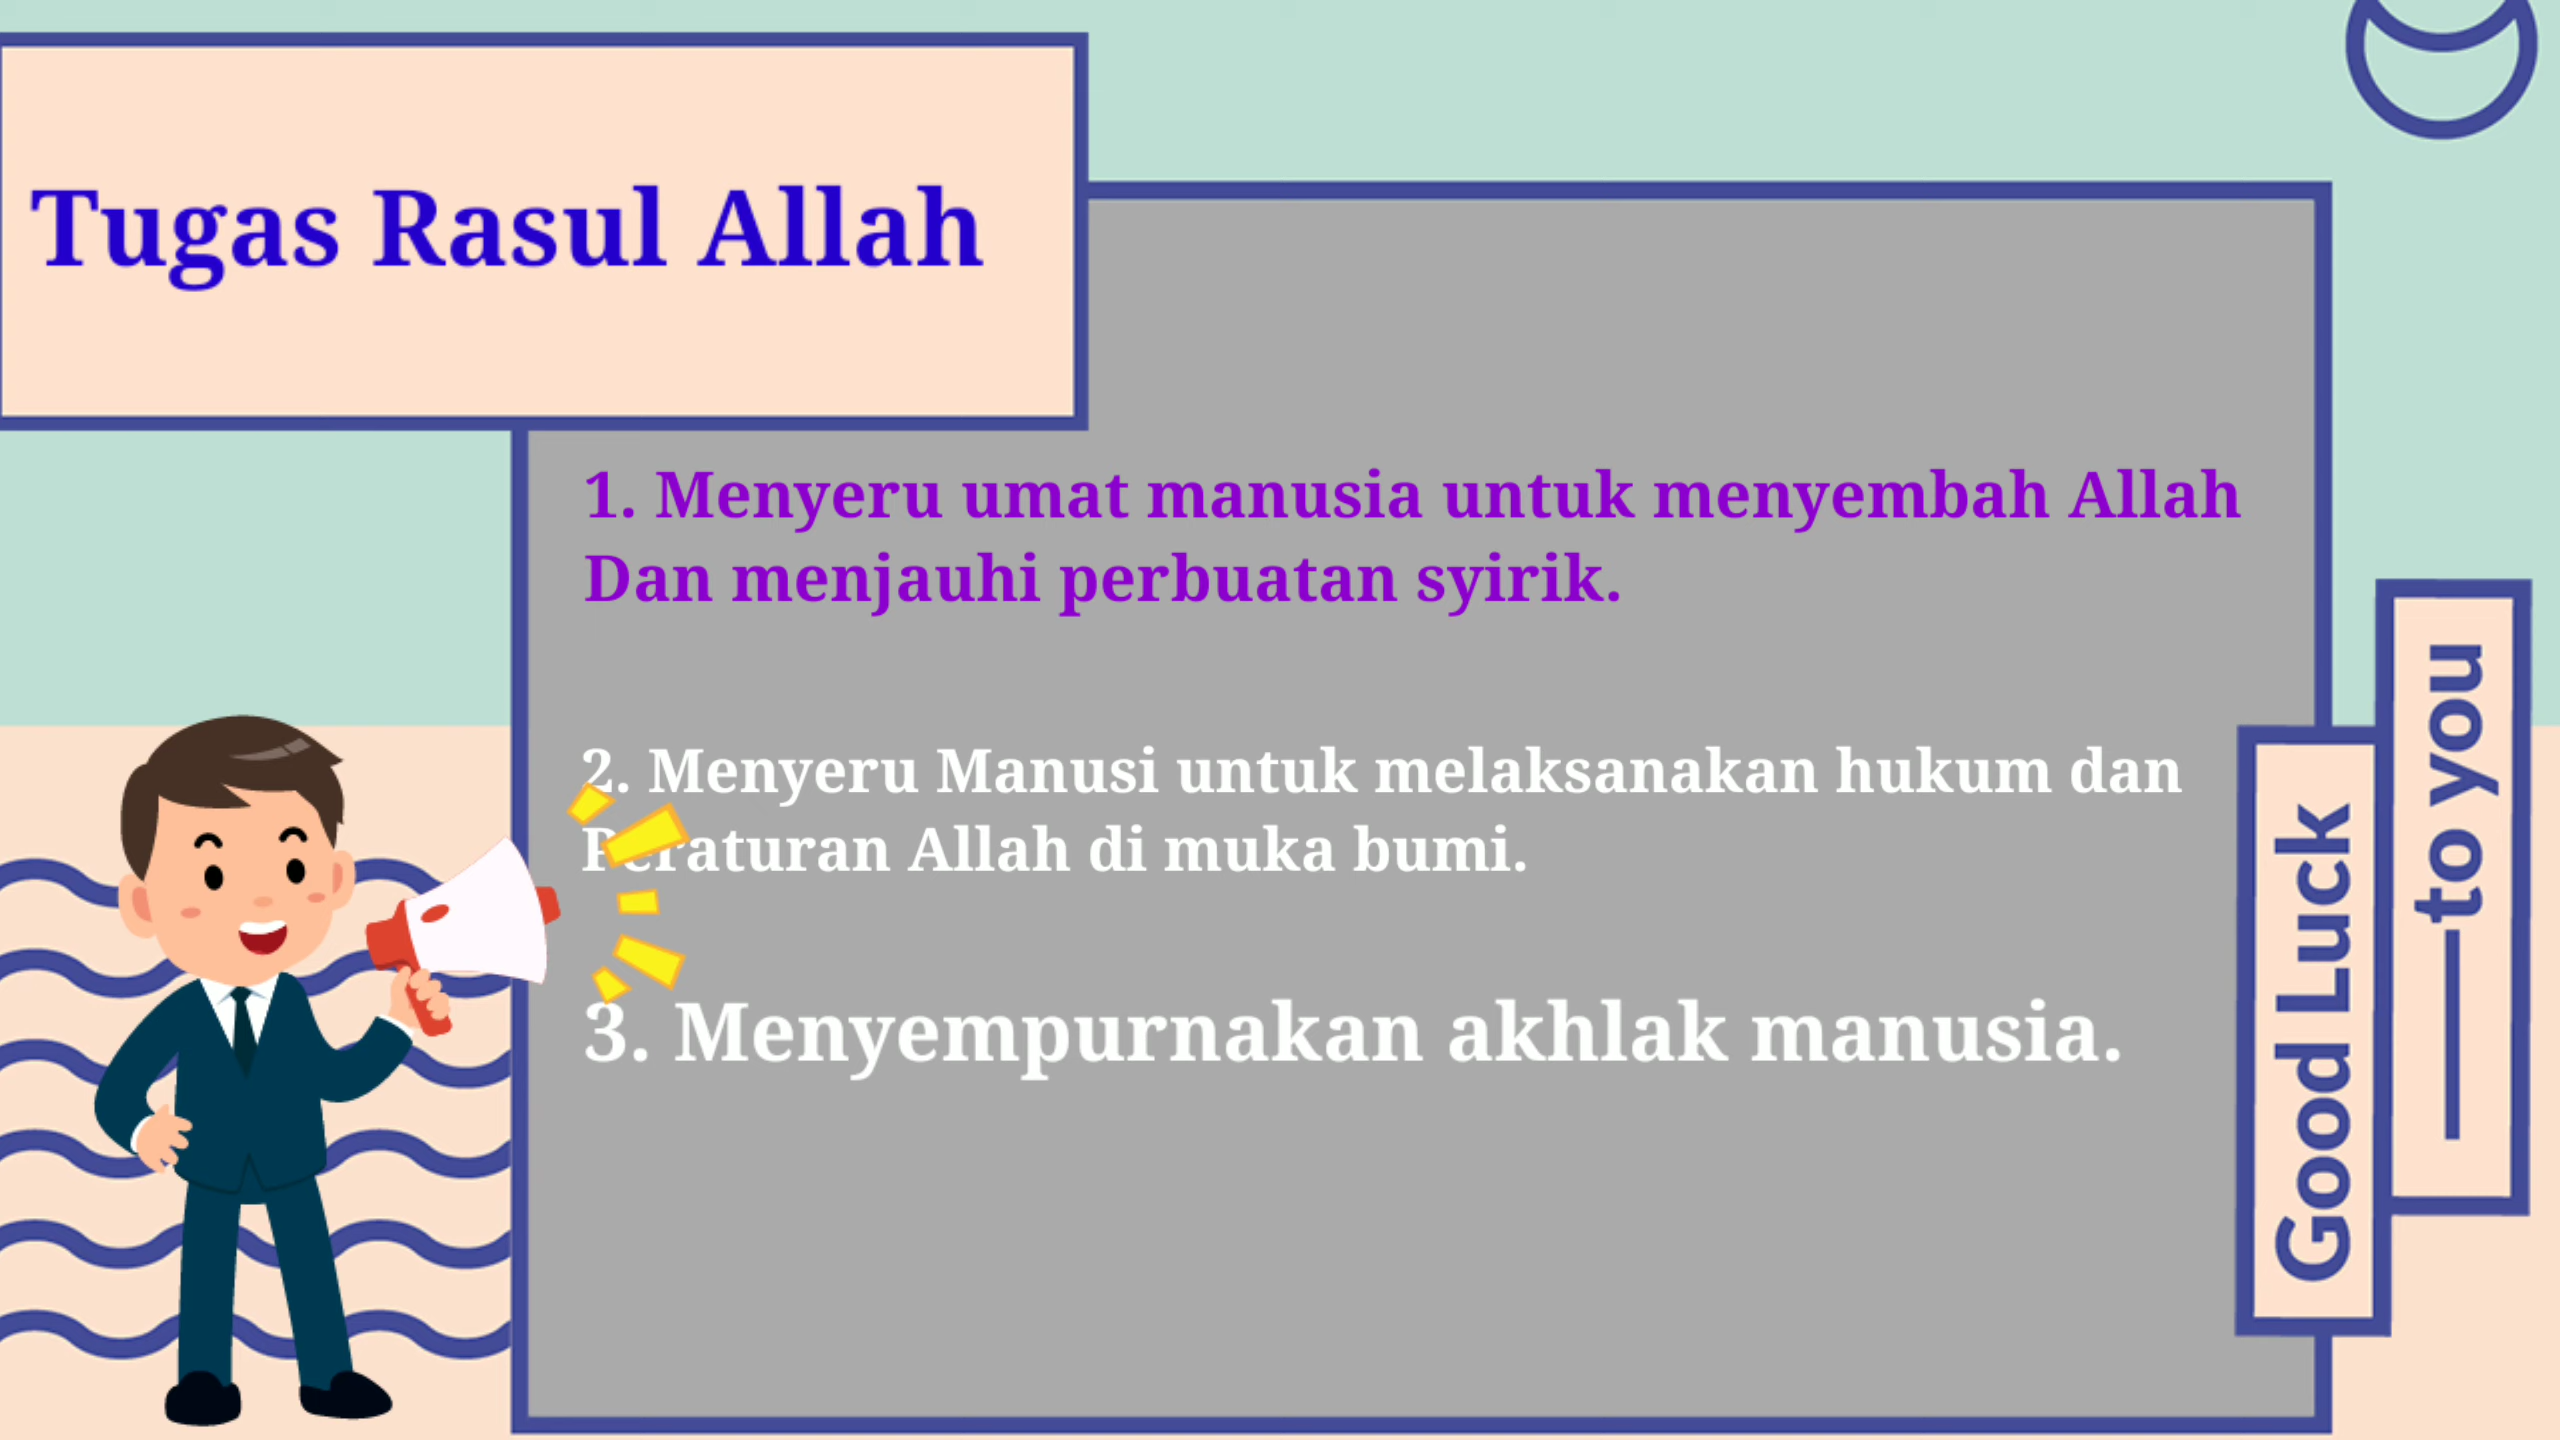 Tugas Rasul Allah
1. Menyeru umat manusia untuk menyembah Allah
Dan menjauhi perbuatan syirik.
2. Menyeru Manusi untuk melaksanakan hukum dan
Peraturan Allah di muka bumi.
3. Menyempurnakan akhlak manusia.
Good Luck
to you